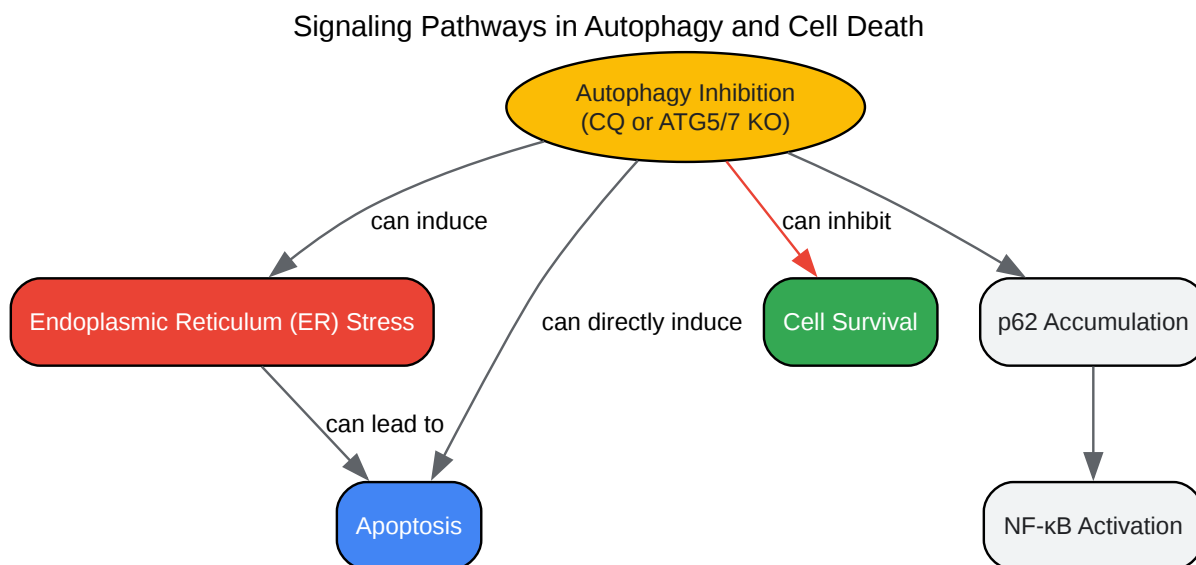 Signaling Pathways in Autophagy and Cell Death
Autophagy Inhibition
(CQ or ATG5/7 KO)
can induce
can inhibit
Endoplasmic Reticulum (ER) Stress
can directly induce
Cell Survival
p62 Accumulation
can lead to
Apoptosis
NF-κB Activation